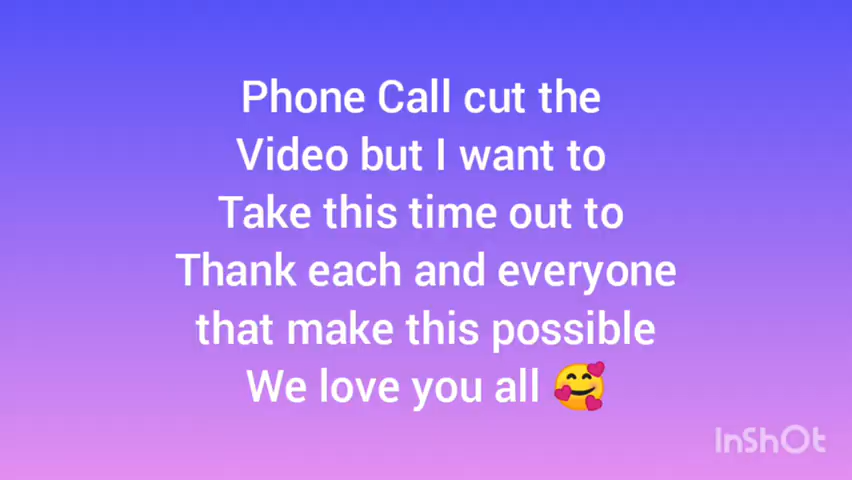 Phone Call cut the
Video but I want to
Take this time out to
Thank each and everyone
that make this possible
We love you all 🥰
InShOt